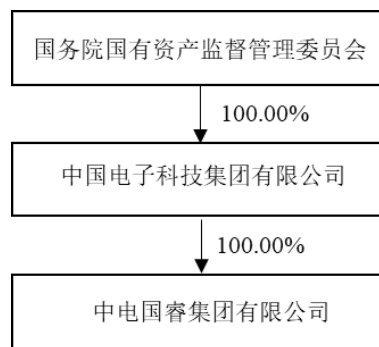 国务院国有资产监督管理委员会
100.00%
中国电子科技集团有限公司
100.00%
中电国睿集团有限公司